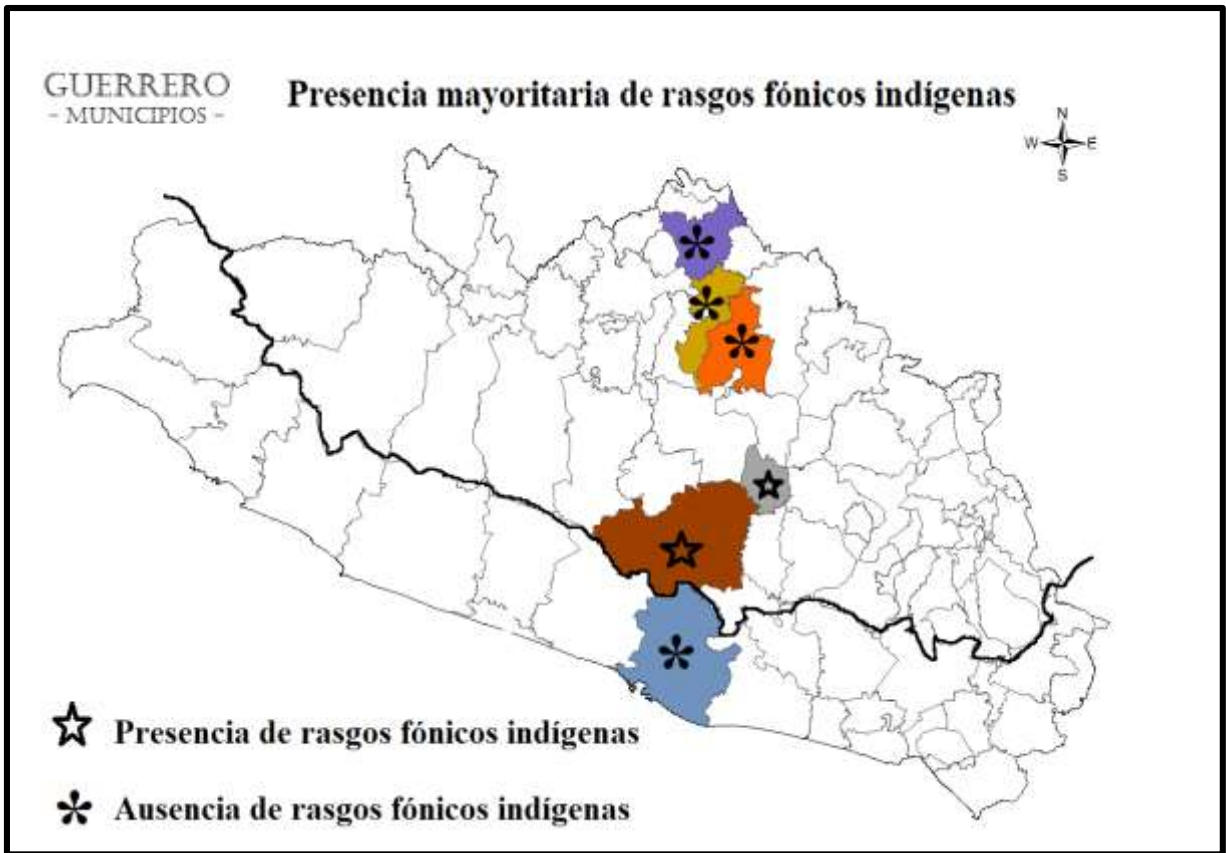 GUERRERO
- MUNICIPIOS -
Presencia mayoritaria de rasgos fónicos indígenas
N
W E
S
Presencia de rasgos fónicos indígenas
Ausencia de rasgos fónicos indígenas